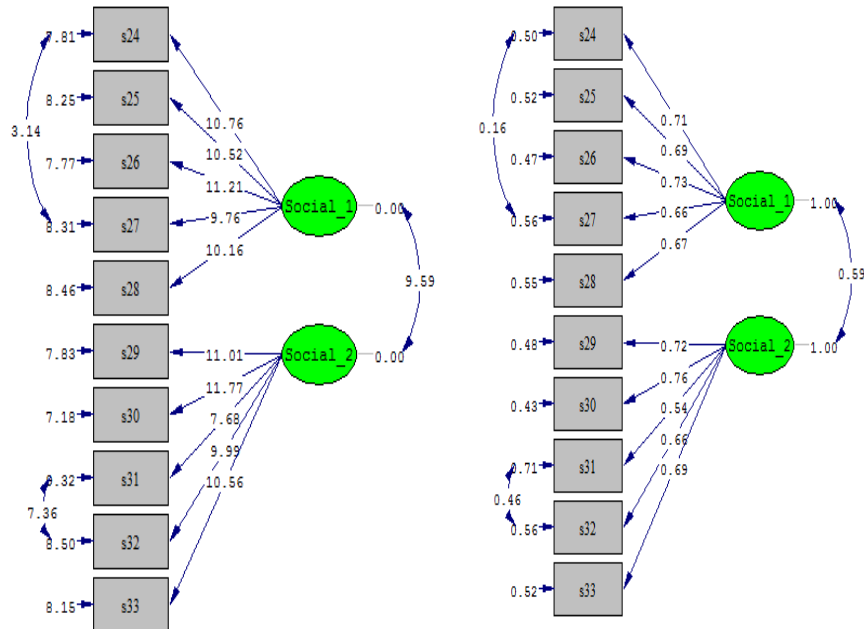 7.81 s24
8.25 s25
10.76
3.14
10.52
7.77 s26
11.21
Social_1 0.00
8.31 s27
9.76
10.16
8.46 s28
9.59
7.83 s29
11.01
Social_2 0.00
11.77
7.18 s30
7.68
9.99
9.32 s31
10.56
7.36
8.50 s32
8.15 s33
0.50 s24
0.52 s25
0.71
0.16
0.69
0.47 s26
0.73
Social_1 1.00
0.56 s27
0.66
0.67
0.55 s28
0.59
0.48 s29
0.72
Social_2 1.00
0.76
0.43 s30
0.54
0.66
0.71 s31
0.69
0.46
0.56 s32
0.52 s33